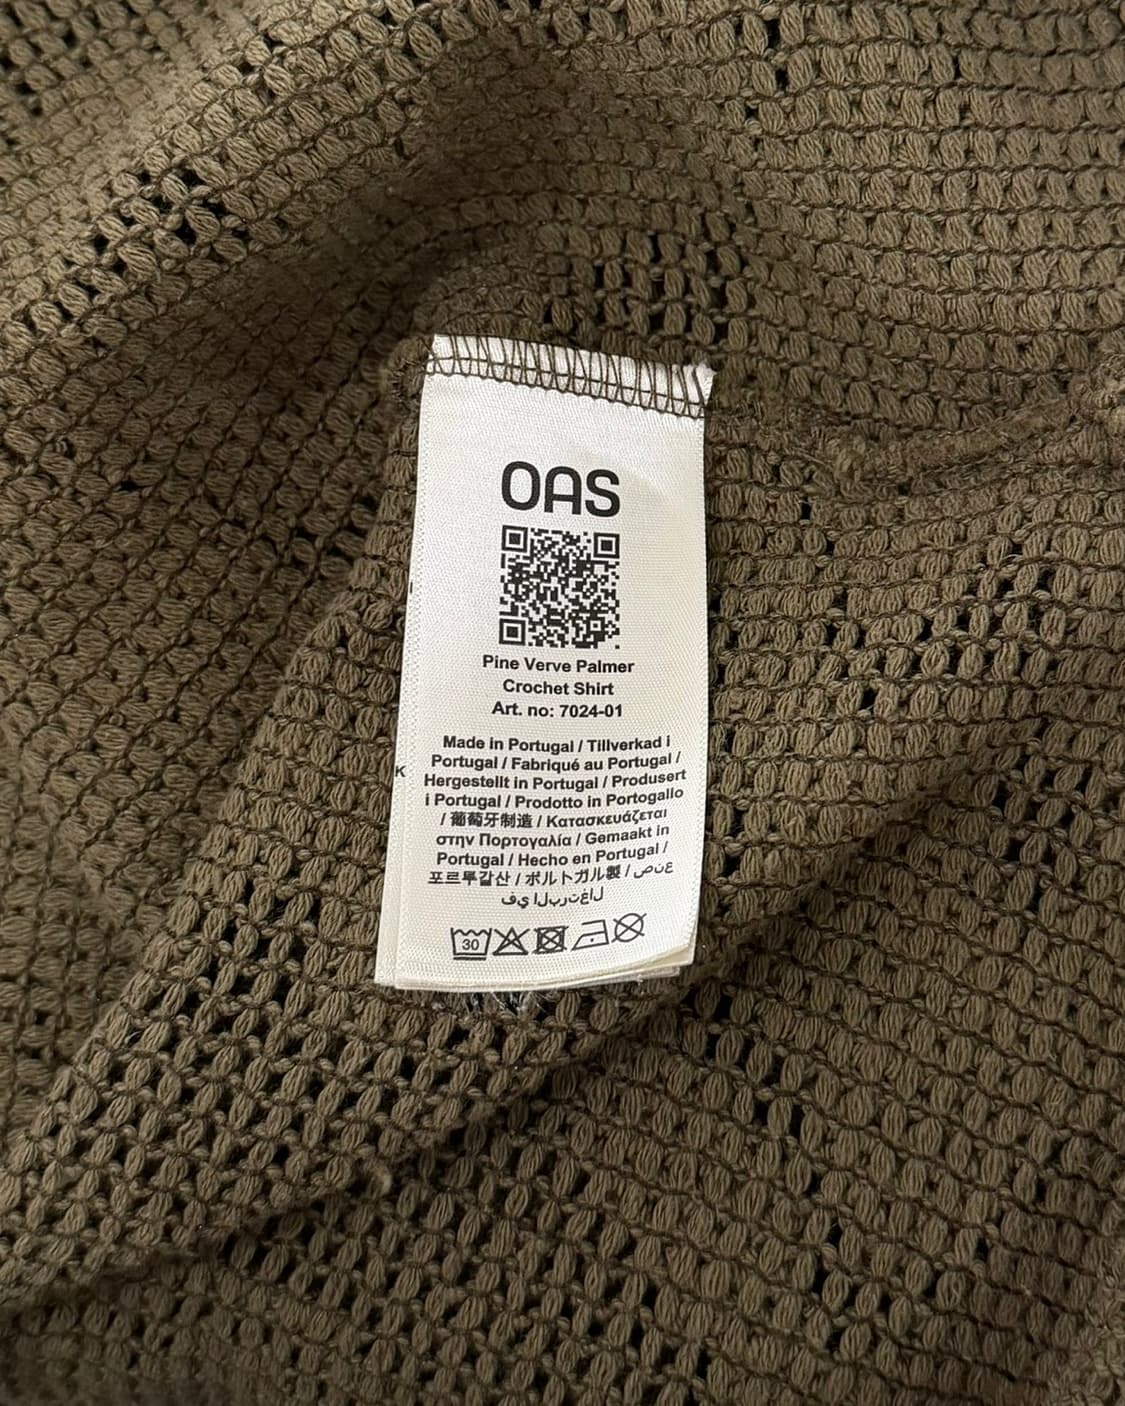 OAS
Pine Verve Palmer
Crochet Shirt
Art. no: 7024-01
Made in Portugal / Tillverkad i
Portugal / Fabriqué au Portugal /
Hergestellt in Portugal / Produsert
i Portugal / Prodotto in Portogallo
/ 葡萄牙制造 / Κατασκευάζεται
στην Πορτογαλία / Gemaakt in
Portugal / Hecho en Portugal /
포르투갈산 / ポルトガル製 / صنع
في البرتغال
30
K